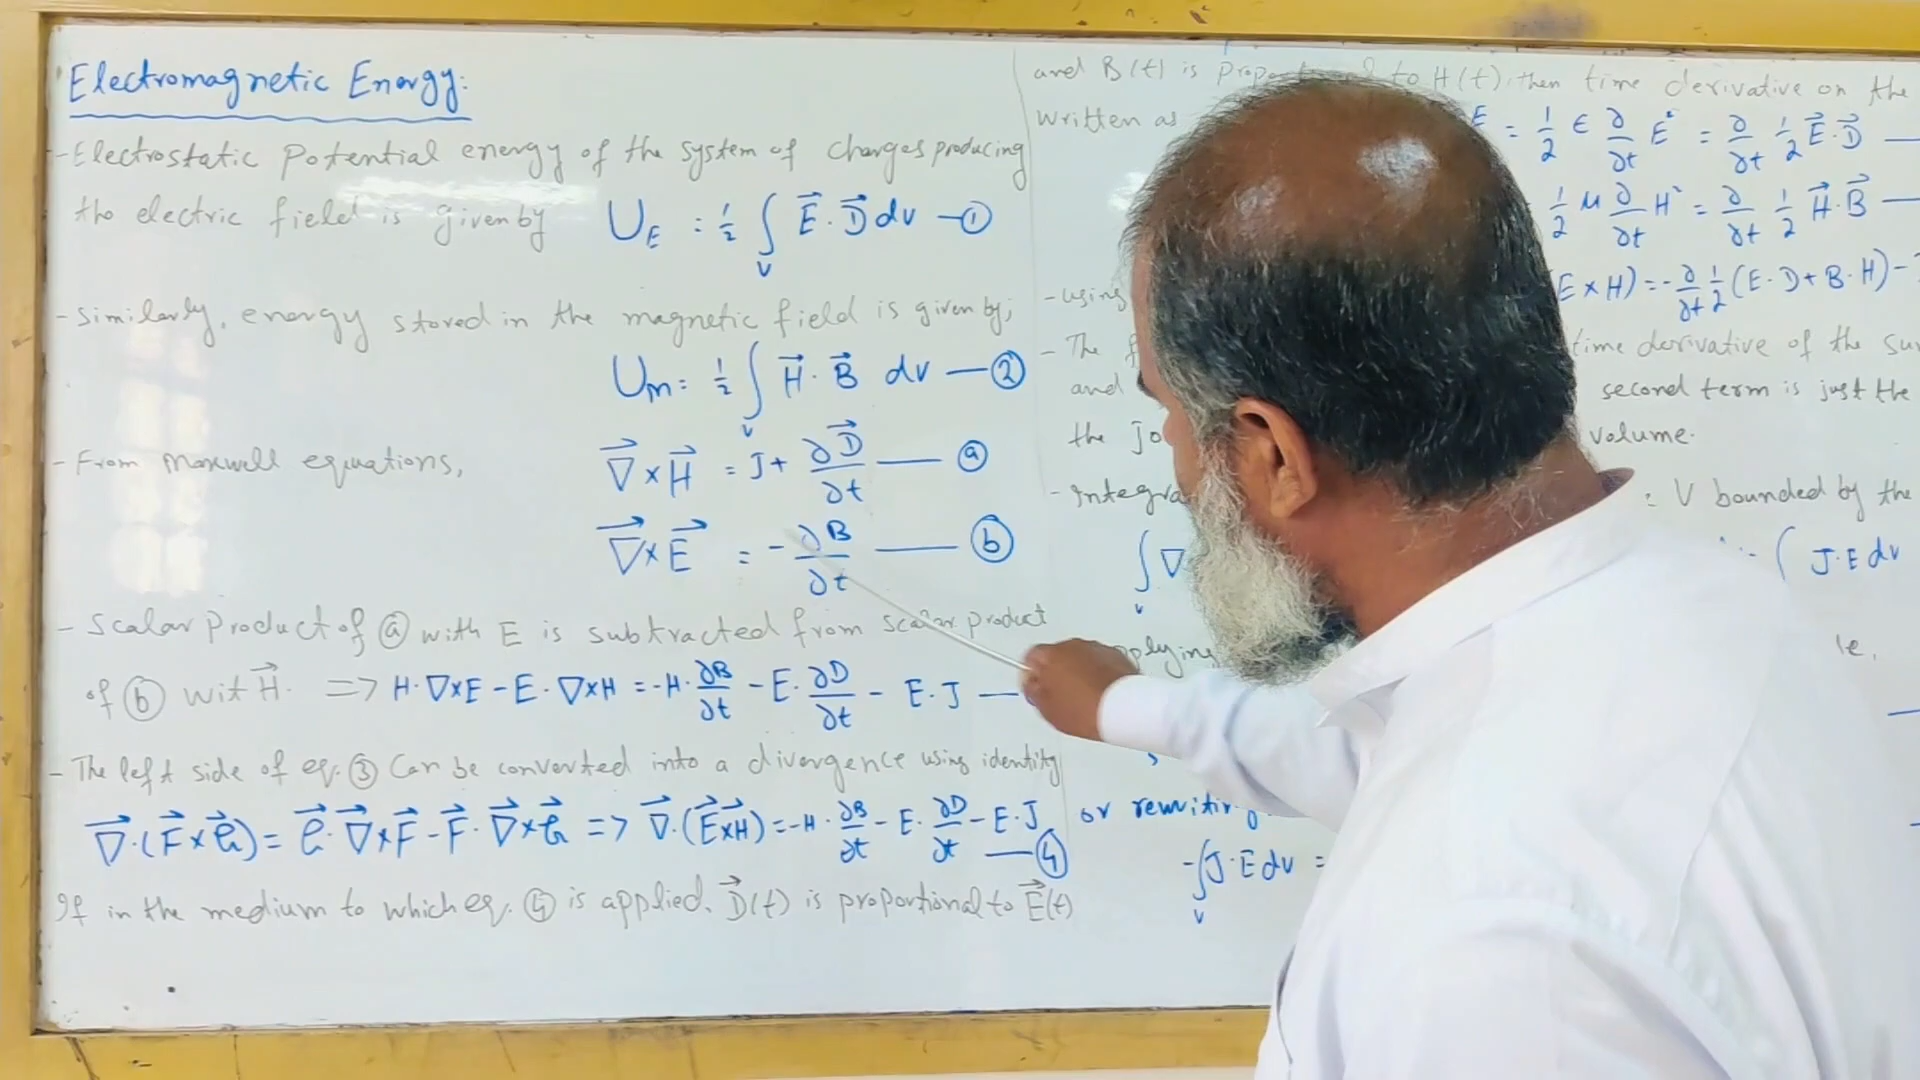 Electromagnetic Energy:
- Electrostatic Potential energy of the system of charges producing
the electric field is given by U_E = 1/2 ∫_v E⃗ · D⃗ dv —①
- Similarly, energy stored in the magnetic field is given by;
U_m = 1/2 ∫_v H⃗ · B⃗ dv —②
- From Maxwell equations, ∇⃗ × H⃗ = J + ∂D⃗/∂t — ⓐ
∇⃗ × E⃗ = - ∂B/∂t — ⓑ
- Scalar Product of ⓐ with E is subtracted from scalar product
of ⓑ wit H⃗. => H · ∇×E - E · ∇×H = -H · ∂B/∂t - E · ∂D/∂t - E · J —
- The left side of eq. ③ Can be converted into a divergence using identity
∇⃗ · (F⃗ × G⃗) = G⃗ · ∇⃗ × F⃗ - F⃗ · ∇⃗ × G⃗ => ∇⃗ · (E⃗ × H⃗) = -H · ∂B/∂t - E · ∂D/∂t - E · J —④
If in the medium to which eq. ④ is applied, D⃗(t) is proportional to E⃗(t)
and B(t) is to H(t), then time derivative on the
written as E = 1/2 ϵ ∂/∂t E² = ∂/∂t 1/2 E⃗ · D⃗ —
1/2 μ ∂/∂t H² = ∂/∂t 1/2 H⃗ · B⃗ —
- using E × H) = - ∂/∂t 1/2 (E · D + B · H) -
- The time derivative of the
and second term is just the
the volume.
- V bounded by the
∫_v ∇ J · E dv
or
-∫_v J · E dv =